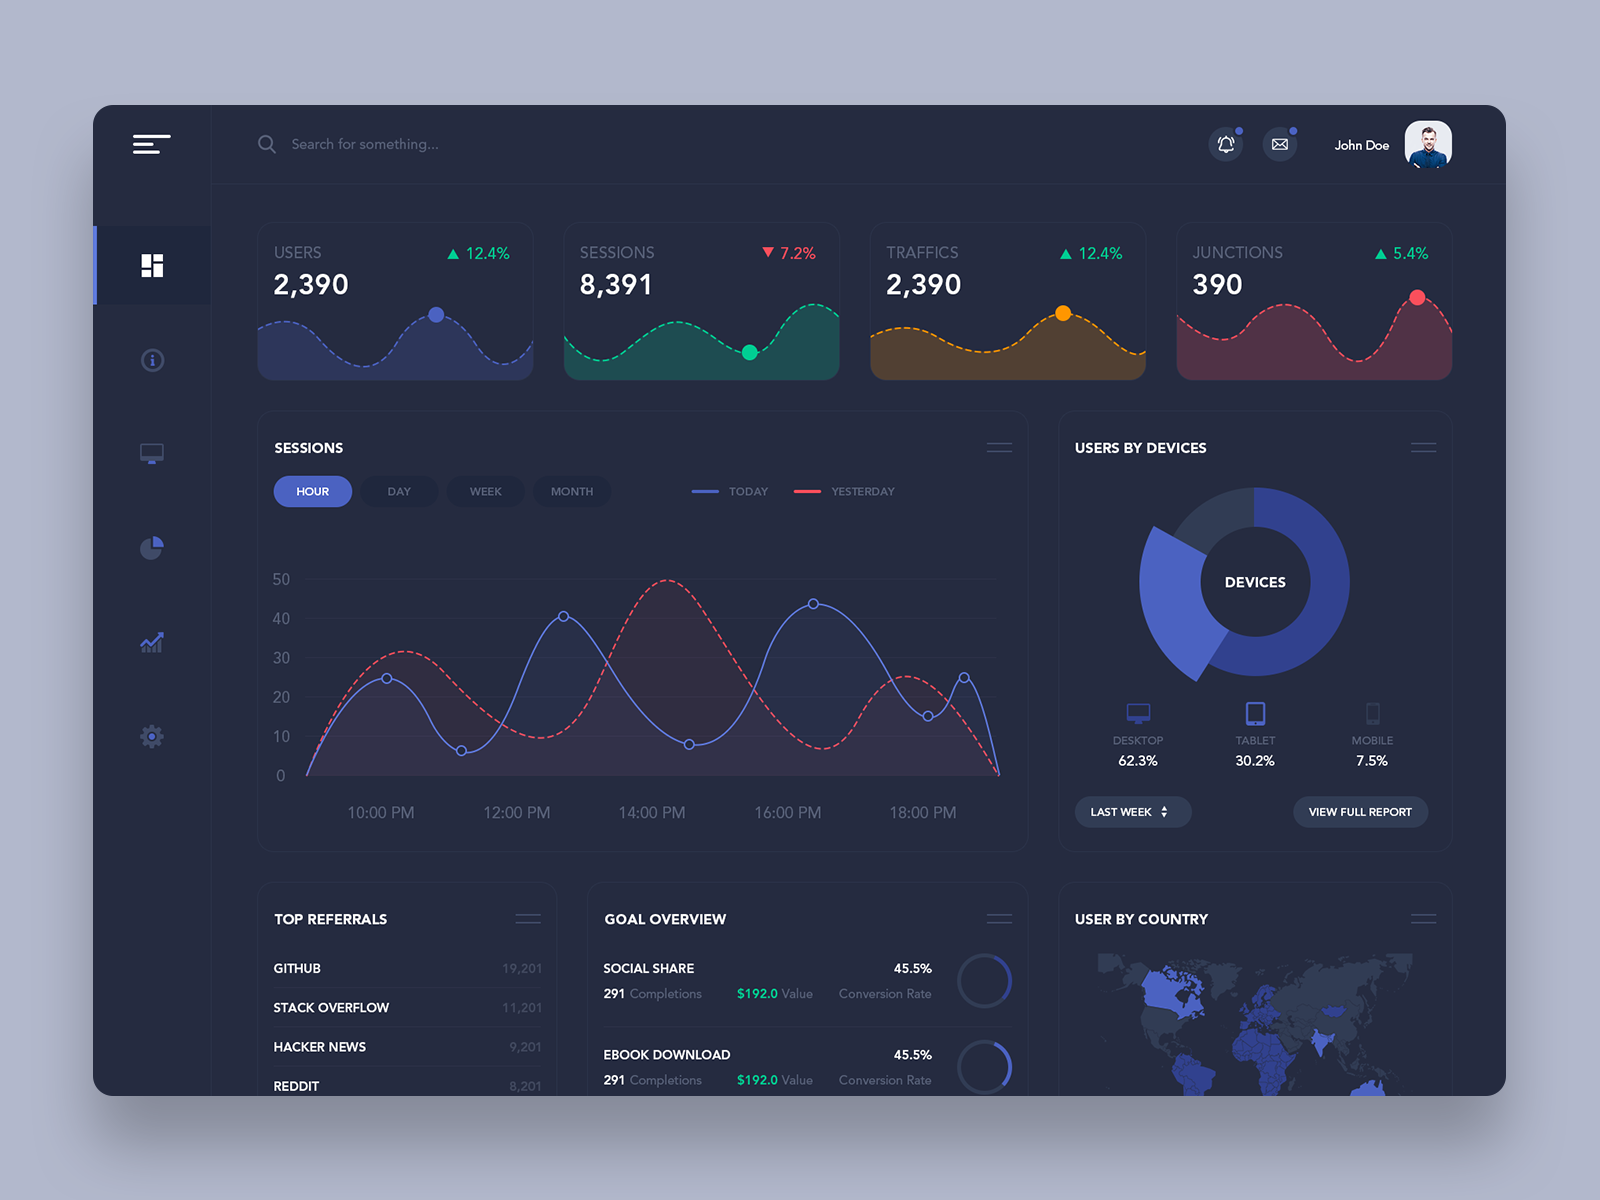 Search for something...
John Doe
USERS ▲ 12.4%
2,390
SESSIONS ▼ 7.2%
8,391
TRAFFICS ▲ 12.4%
2,390
JUNCTIONS ▲ 5.4%
390
SESSIONS
HOUR DAY WEEK MONTH
TODAY YESTERDAY
50
40
30
20
10
0
10:00 PM 12:00 PM 14:00 PM 16:00 PM 18:00 PM
USERS BY DEVICES
DEVICES
DESKTOP TABLET MOBILE
62.3% 30.2% 7.5%
LAST WEEK VIEW FULL REPORT
TOP REFERRALS
GITHUB 19,201
STACK OVERFLOW 11,201
HACKER NEWS 9,201
REDDIT 8,201
GOAL OVERVIEW
SOCIAL SHARE 45.5%
291 Completions $192.0 Value Conversion Rate
EBOOK DOWNLOAD 45.5%
291 Completions $192.0 Value Conversion Rate
USER BY COUNTRY